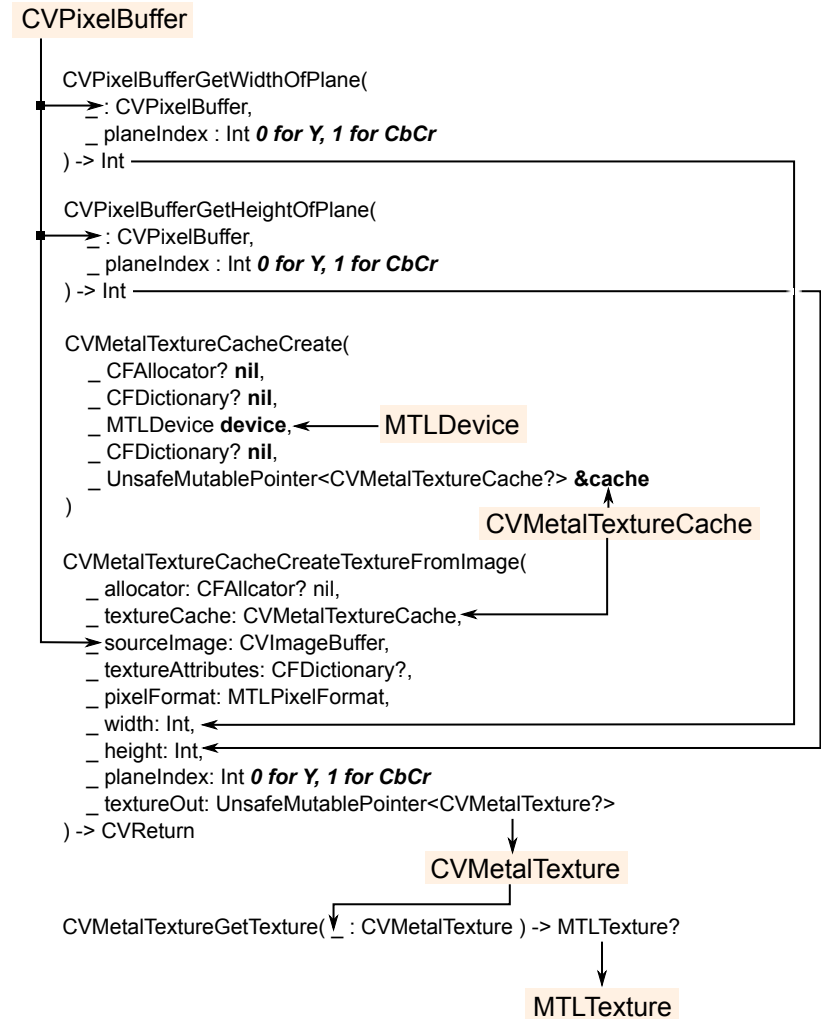 CVPixelBuffer
CVPixelBufferGetWidthOfPlane(
_ : CVPixelBuffer,
_ planeIndex : Int 0 for Y, 1 for CbCr
) -> Int
CVPixelBufferGetHeightOfPlane(
_ : CVPixelBuffer,
_ planeIndex : Int 0 for Y, 1 for CbCr
) -> Int
CVMetalTextureCacheCreate(
_ CFAllocator? nil,
_ CFDictionary? nil,
_ MTLDevice device, MTLDevice
_ CFDictionary? nil,
_ UnsafeMutablePointer<CVMetalTextureCache?> &cache
)
CVMetalTextureCache
CVMetalTextureCacheCreateTextureFromImage(
_ allocator: CFAllcator? nil,
_ textureCache: CVMetalTextureCache,
_ sourceImage: CVImageBuffer,
_ textureAttributes: CFDictionary?,
_ pixelFormat: MTLPixelFormat,
_ width: Int,
_ height: Int,
_ planeIndex: Int 0 for Y, 1 for CbCr
_ textureOut: UnsafeMutablePointer<CVMetalTexture?>
) -> CVReturn
CVMetalTexture
CVMetalTextureGetTexture( _ : CVMetalTexture ) -> MTLTexture?
MTLTexture